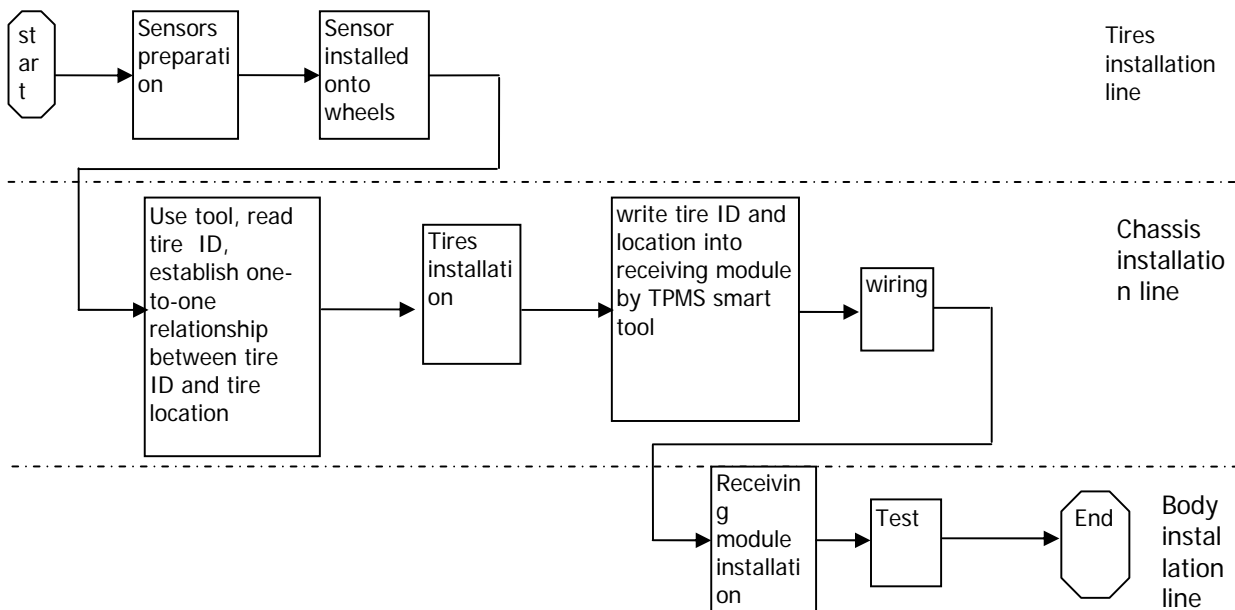 st
art
Sensors
preparati
on
Sensor
installed
onto
wheels
Tires
installation
line
Use tool, read
tire  ID,
establish one-
to-one
relationship
between tire
ID and tire
location
Tires
installati
on
write tire ID and
location into
receiving module
by TPMS smart
tool
wiring
Chassis
installatio
n line
Receivin
g
module
installati
on
Test
End
Body
instal
lation
line